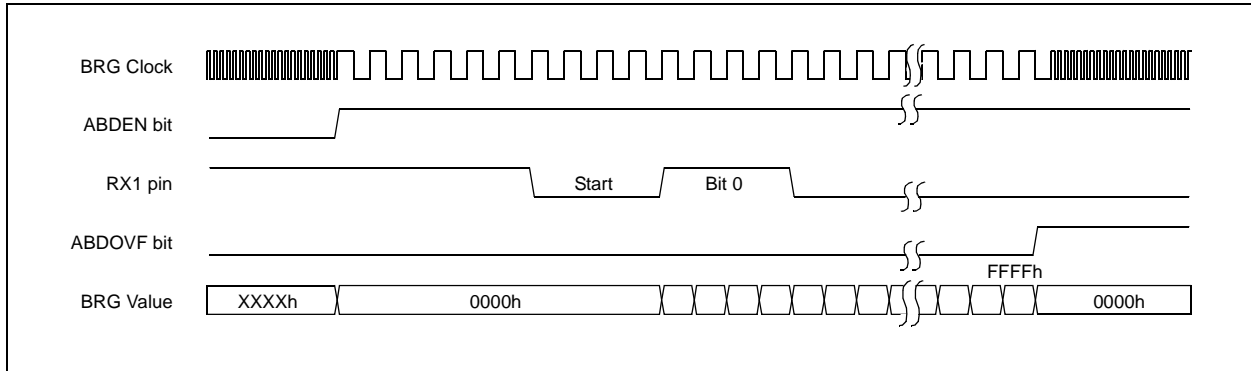 BRG Clock
ABDEN bit
RX1 pin
Start
Bit 0
ABDOVF bit
FFFFh
BRG Value
XXXXh
0000h
0000h